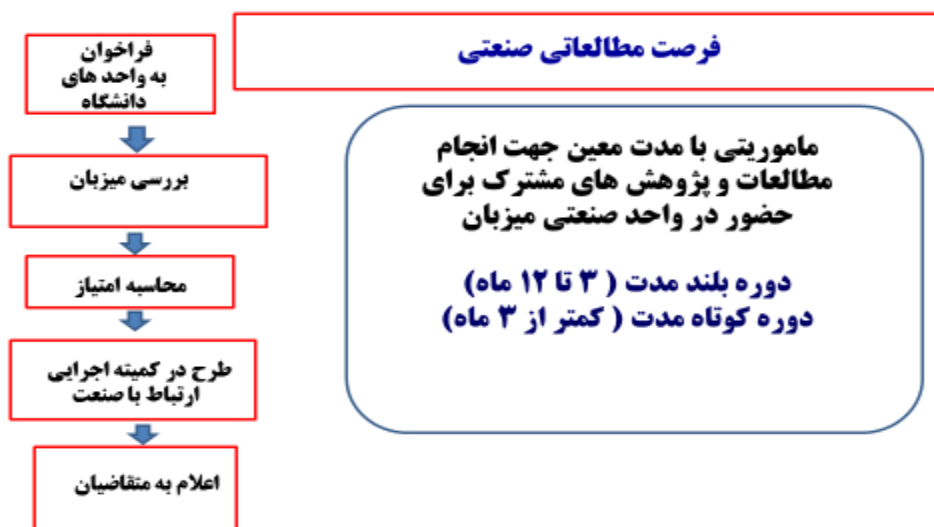 فرصت مطالعاتی صنعتی
فراخوان
به واحد های
دانشگاه
بررسی میزبان
محاسبه امتیاز
طرح در کمیته اجرایی
ارتباط با صنعت
اعلام به متقاضیان
ماموریتی با مدت معین جهت انجام
مطالعات و پژوهش های مشترک برای
حضور در واحد صنعتی میزبان
دوره بلند مدت ( ۳ تا ۱۲ ماه)
دوره کوتاه مدت ( کمتر از ۳ ماه)